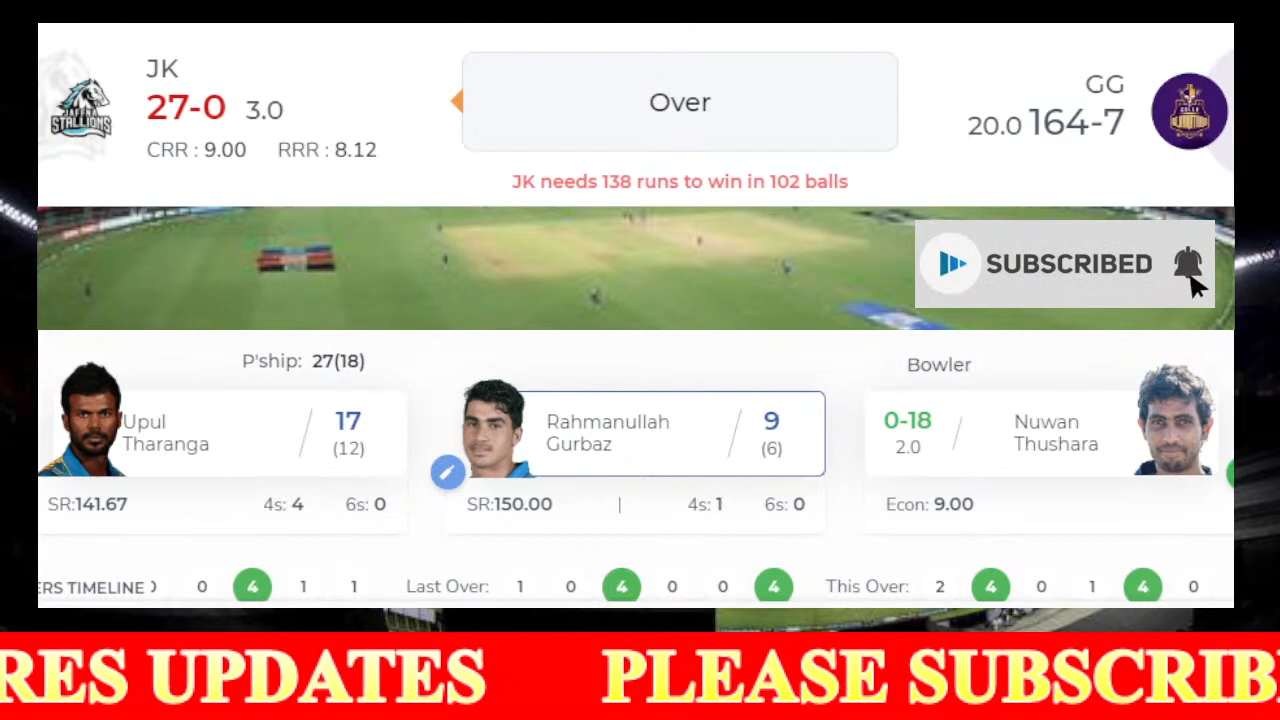 JK
27-0 3.0
CRR : 9.00 RRR : 8.12
JAFFNA
STALLIONS
Over
JK needs 138 runs to win in 102 balls
GG
20.0 164-7
GALLE
SUBSCRIBED
P'ship: 27(18)
Upul
Tharanga
17
(12)
SR:141.67 4s: 4 6s: 0
Rahmanullah
Gurbaz
9
(6)
SR:150.00 | 4s: 1 6s: 0
Bowler
0-18
2.0
Nuwan
Thushara
Econ: 9.00
ERS TIMELINE 0 4 1 1 Last Over: 1 0 4 0 0 4 This Over: 2 4 0 1 4 0
RES UPDATES PLEASE SUBSCRIB